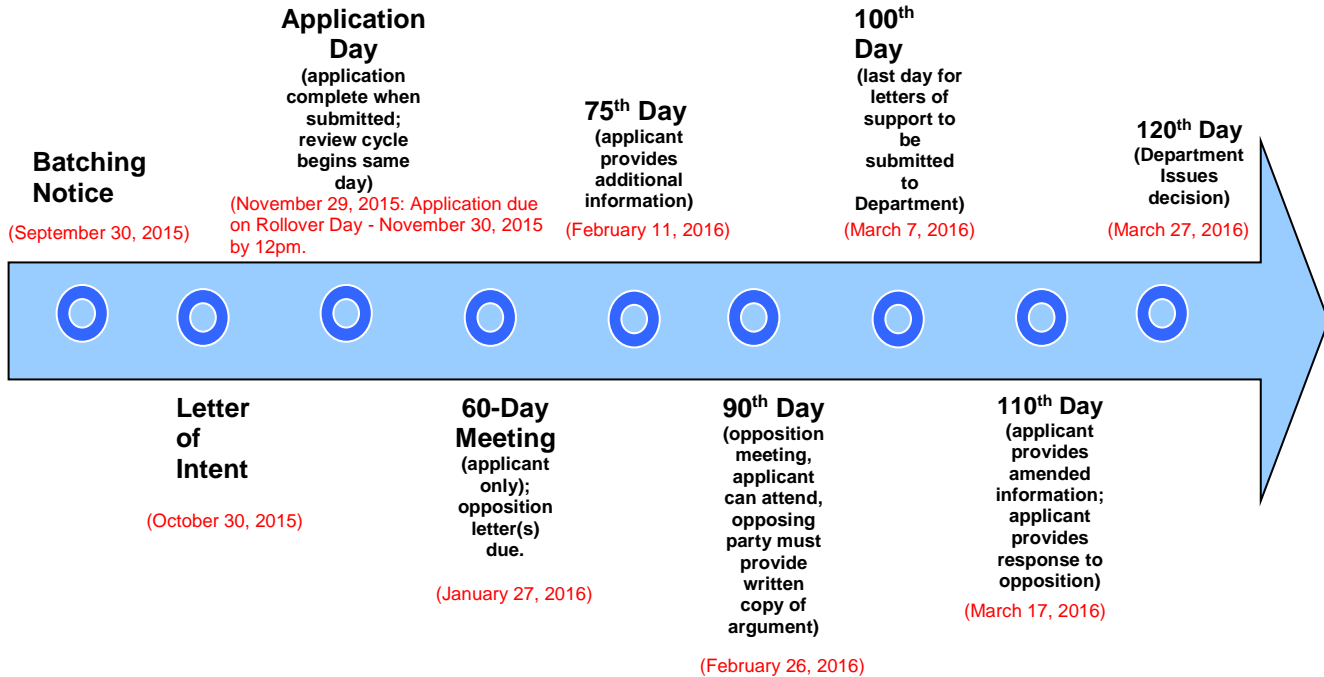 Batching
Notice
(September 30, 2015)
Letter
of
Intent
(October 30, 2015)
Application
Day
(application
complete when
submitted;
review cycle
begins same
day)
(November 29, 2015: Application due
on Rollover Day - November 30, 2015
by 12pm.
60-Day
Meeting
(applicant
only);
opposition
letter(s)
due.
(January 27, 2016)
75th Day
(applicant
provides
additional
information)
(February 11, 2016)
90th Day
(opposition
meeting,
applicant
can attend,
opposing
party must
provide
written
copy of
argument)
(February 26, 2016)
100th
Day
(last day for
letters of
support to
be
submitted
to
Department)
(March 7, 2016)
110th Day
(applicant
provides
amended
information;
applicant
provides
response to
opposition)
(March 17, 2016)
120th Day
(Department
Issues
decision)
(March 27, 2016)